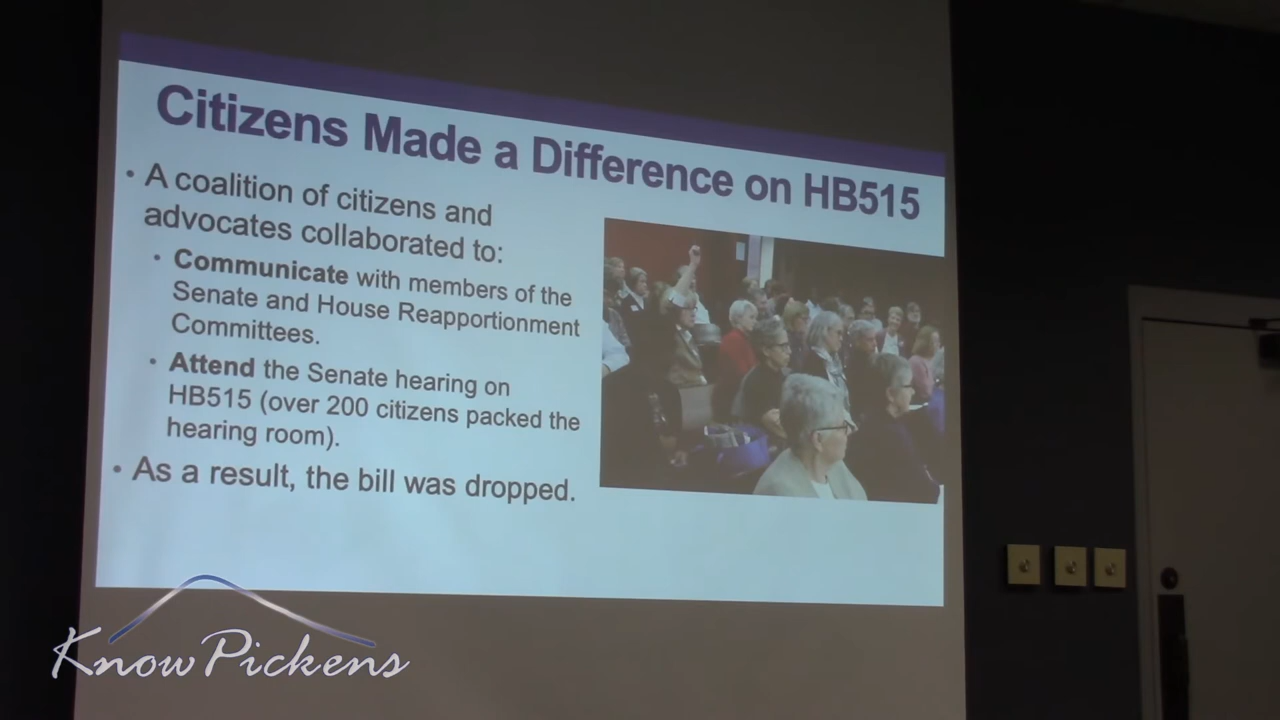 Citizens Made a Difference on HB515
• A coalition of citizens and
advocates collaborated to:
• Communicate with members of the
Senate and House Reapportionment
Committees.
• Attend the Senate hearing on
HB515 (over 200 citizens packed the
hearing room).
• As a result, the bill was dropped.
KnowPickens